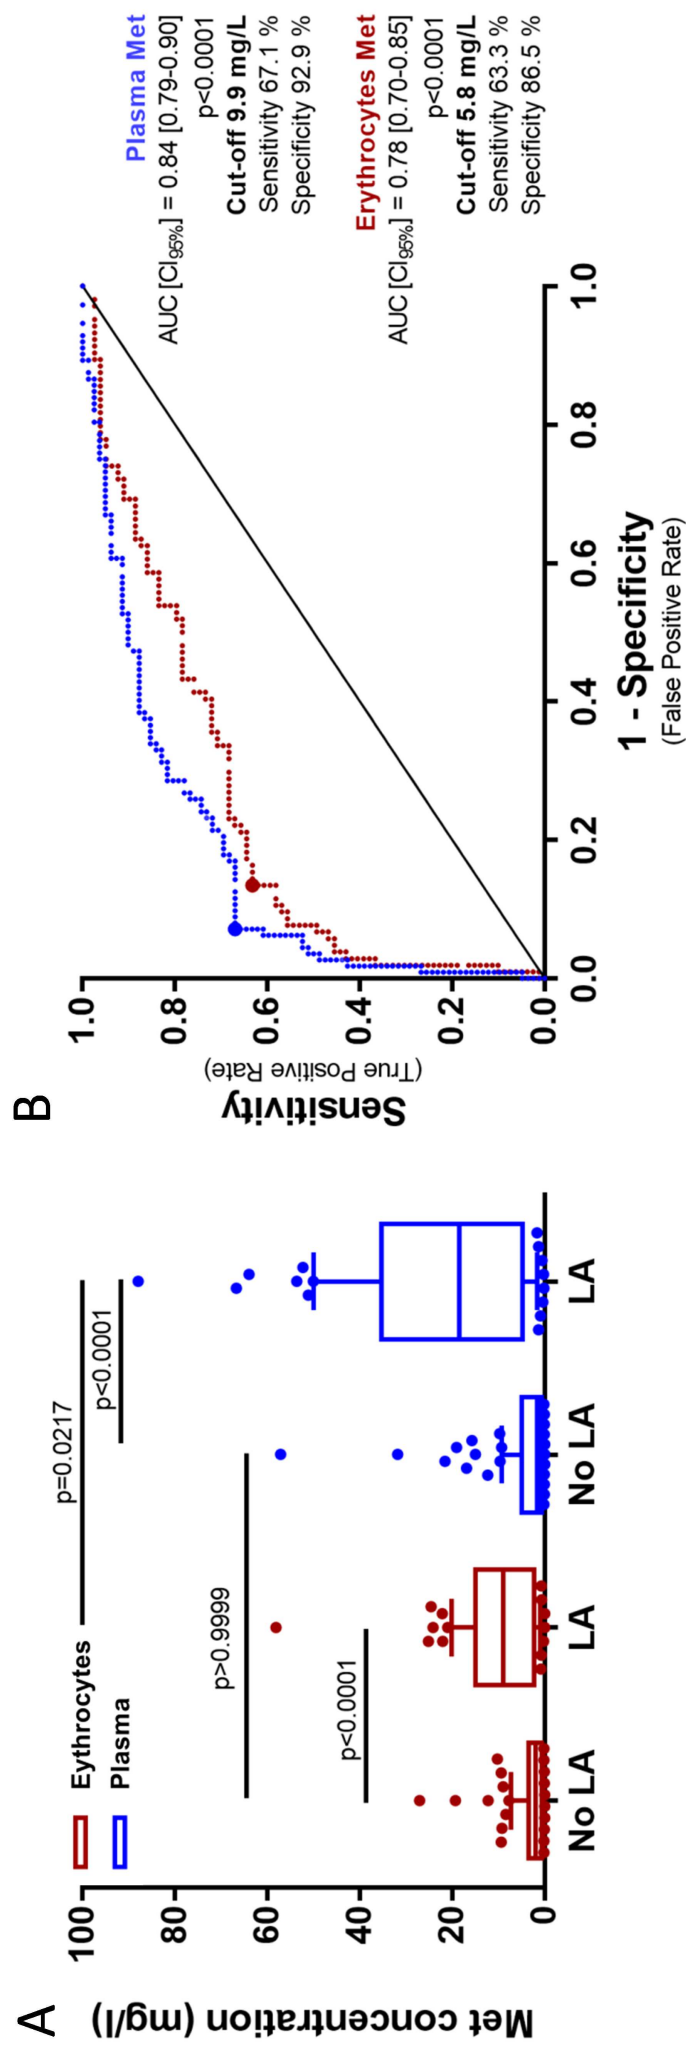 A
Met concentration (mg/l)
100
80
60
40
20
0
Eythrocytes
Plasma
p=0.0217
p<0.0001
p>0.9999
p<0.0001
No LA
LA
No LA
LA
B
Sensitivity
(True Positive Rate)
1.0
0.8
0.6
0.4
0.2
0.0
0.0
0.2
0.4
0.6
0.8
1.0
1 - Specificity
(False Positive Rate)
Plasma Met
AUC [CI95%] = 0.84 [0.79-0.90]
p<0.0001
Cut-off 9.9 mg/L
Sensitivity 67.1 %
Specificity 92.9 %
Erythrocytes Met
AUC [CI95%] = 0.78 [0.70-0.85]
p<0.0001
Cut-off 5.8 mg/L
Sensitivity 63.3 %
Specificity 86.5 %